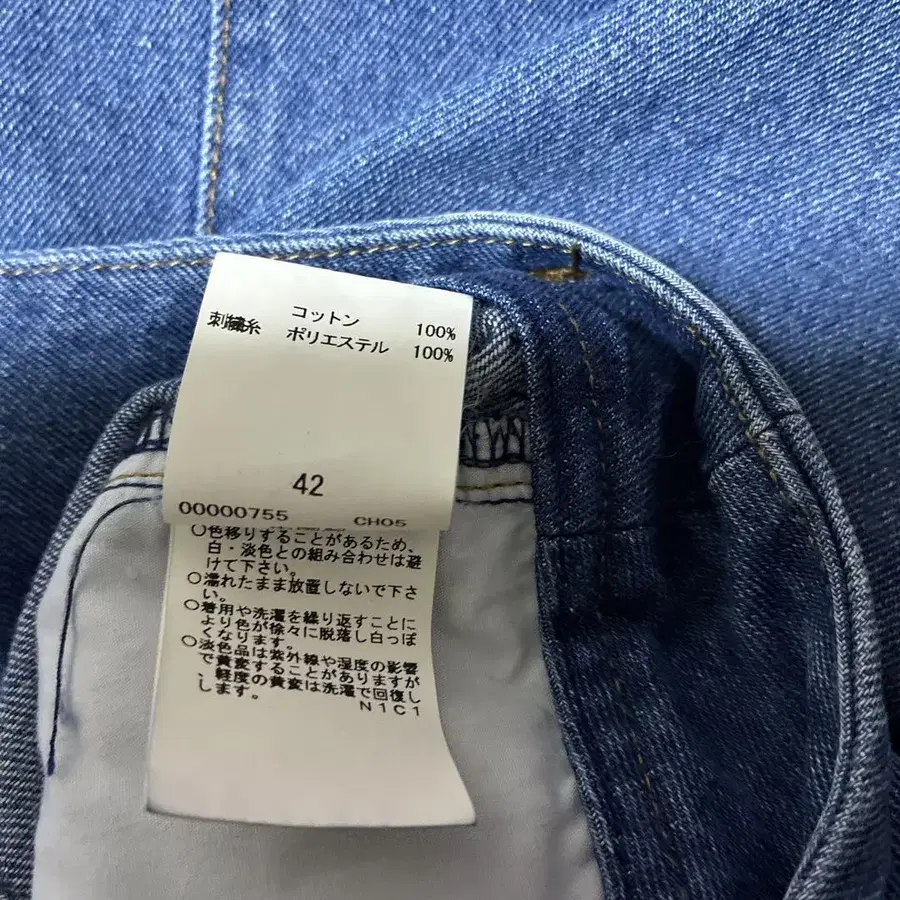 コットン 100%
刺繍糸 ポリエステル 100%
42
00000755 CH05
○色移りすることがあるため、
白・淡色との組み合わせは避
けて下さい。
○濡れたまま放置しないで下さ
い。
○着用や洗濯を繰り返すことに
より色が徐々に脱落し白っぽ
くなります。
○淡色品は紫外線や湿度の影響
で黄変することがありますが
、軽度の黄変は洗濯で回復し
します。
N1C1